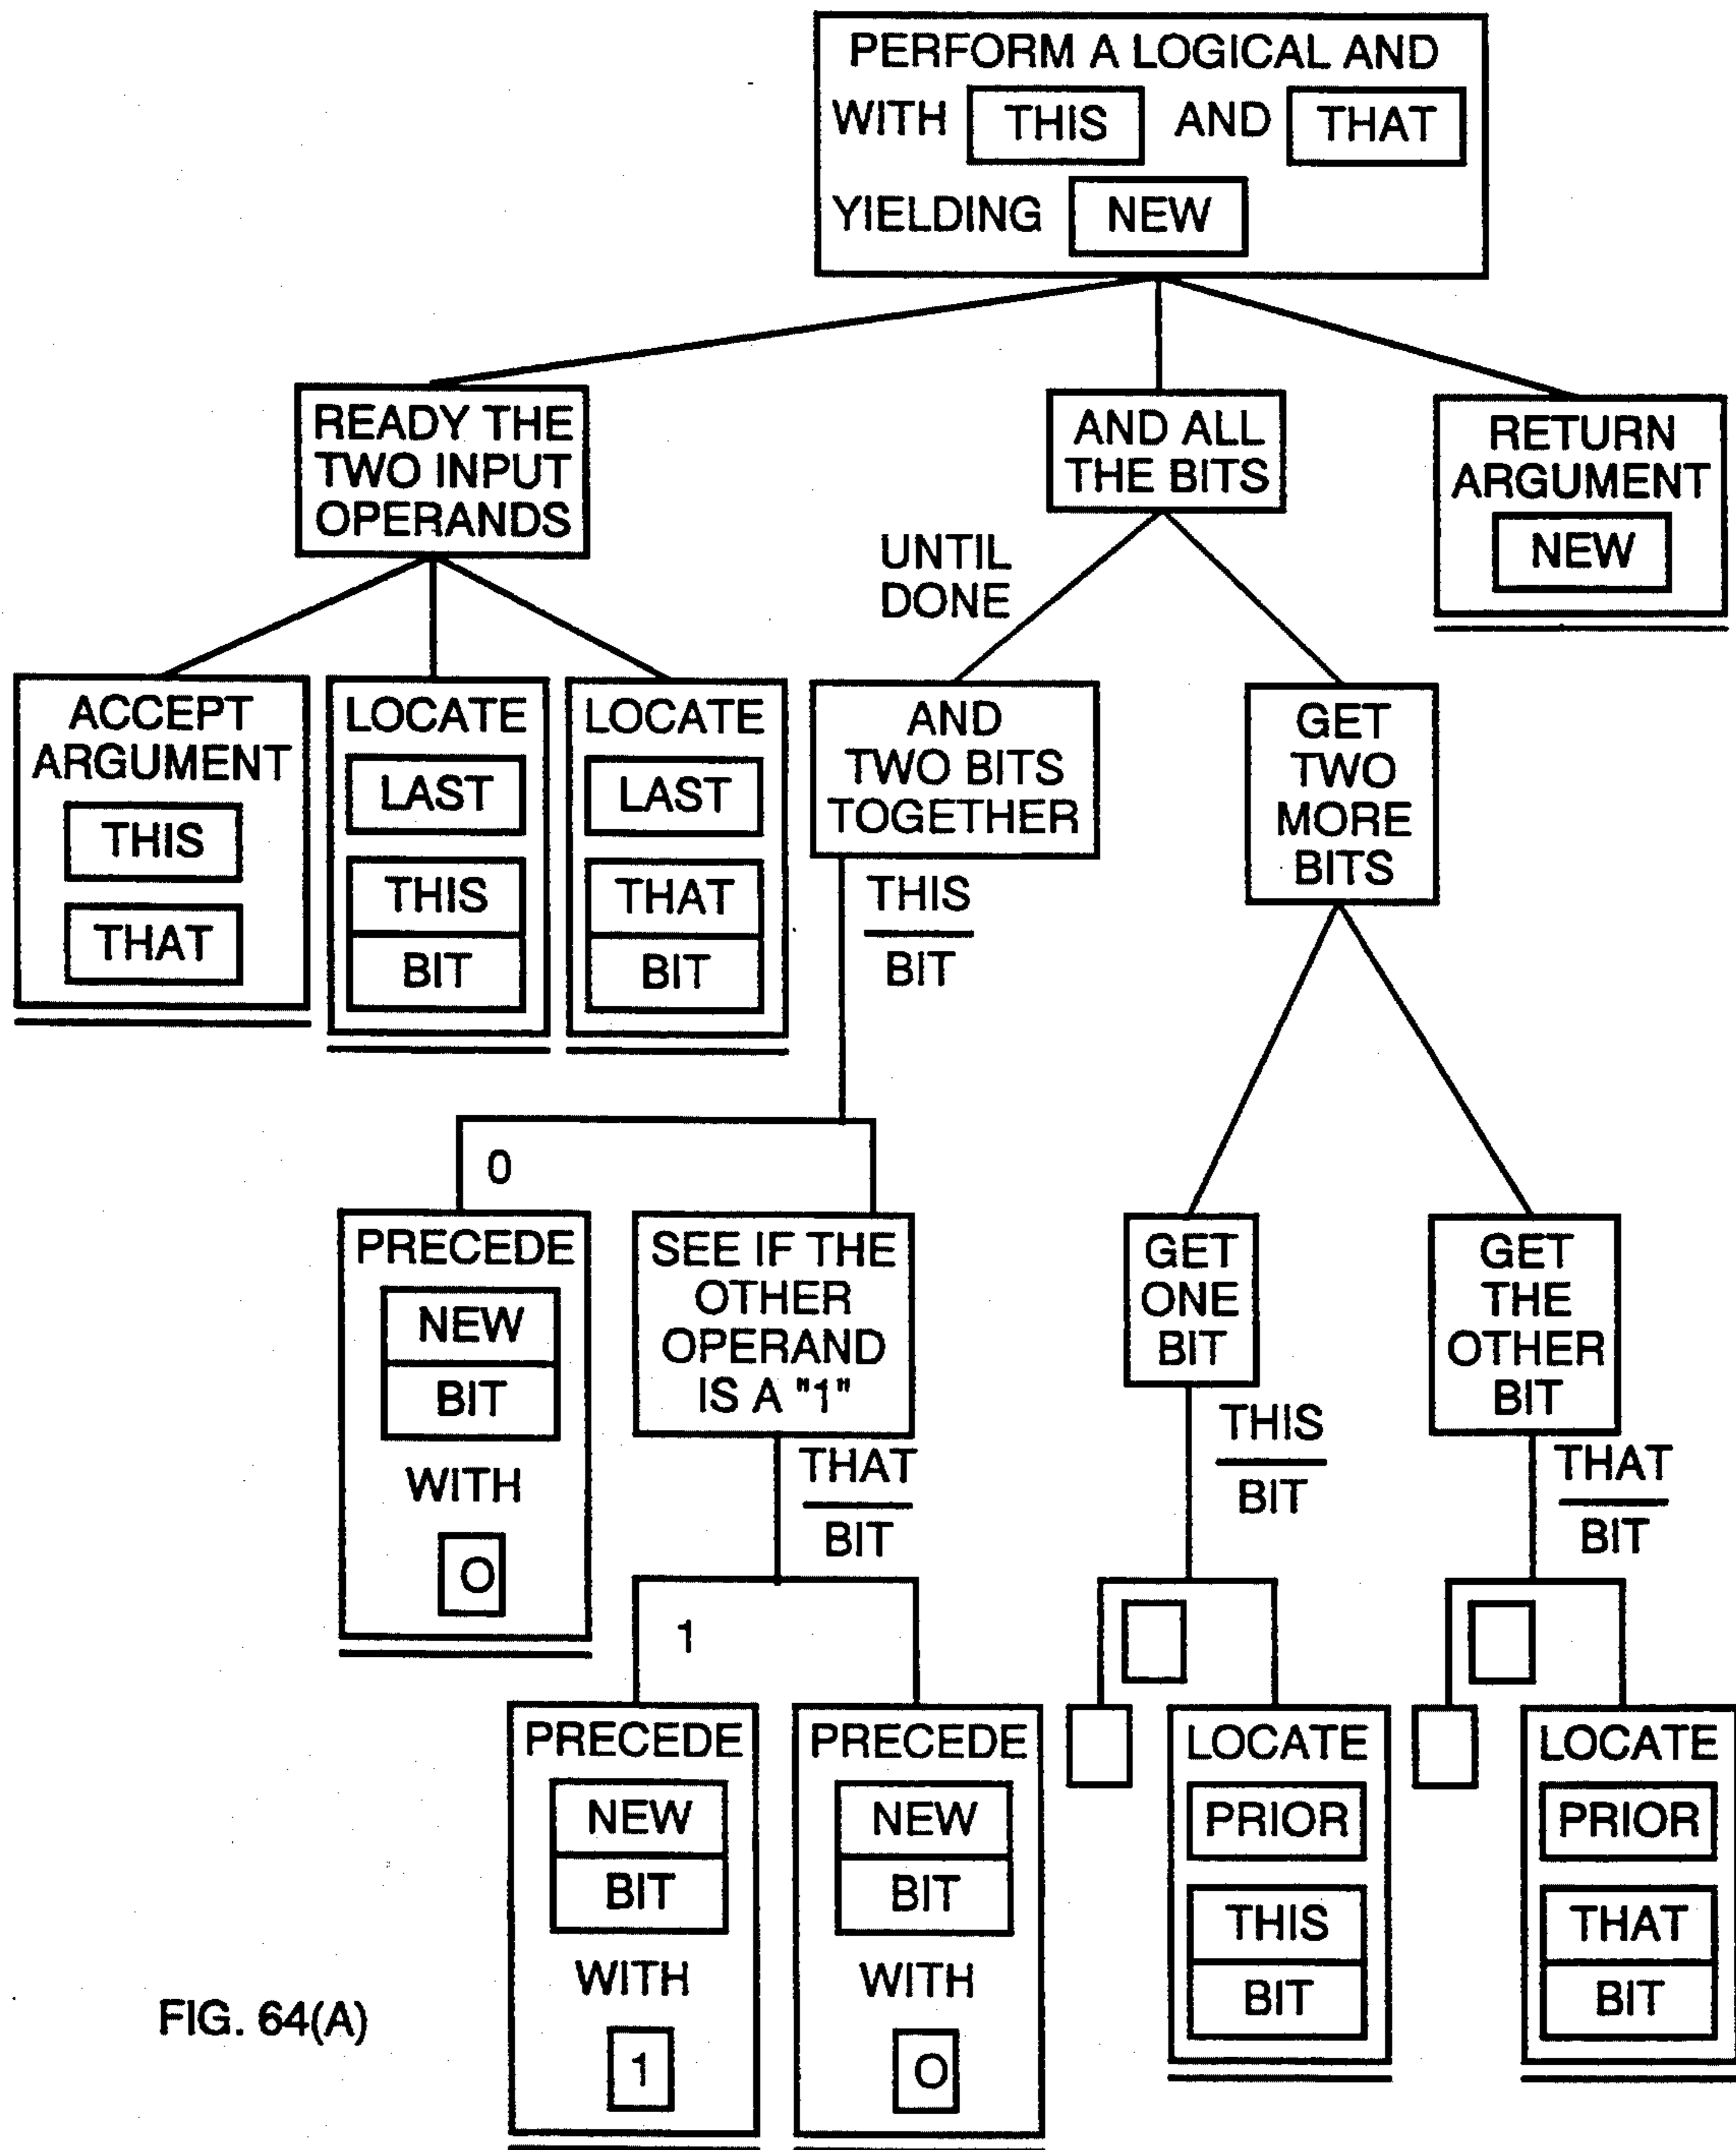 PERFORM A LOGICAL AND
WITH THIS AND THAT
YIELDING NEW
READY THE
TWO INPUT
OPERANDS
AND ALL
THE BITS
RETURN
ARGUMENT
NEW
UNTIL
DONE
ACCEPT
ARGUMENT
THIS
THAT
LOCATE
LAST
THIS
BIT
LOCATE
LAST
THAT
BIT
AND
TWO BITS
TOGETHER
THIS
BIT
GET
TWO
MORE
BITS
0
PRECEDE
NEW
BIT
WITH
0
SEE IF THE
OTHER
OPERAND
IS A "1"
THAT
BIT
GET
ONE
BIT
THIS
BIT
GET
THE
OTHER
BIT
THAT
BIT
1
PRECEDE
NEW
BIT
WITH
1
PRECEDE
NEW
BIT
WITH
0
LOCATE
PRIOR
THIS
BIT
LOCATE
PRIOR
THAT
BIT
FIG. 64(A)